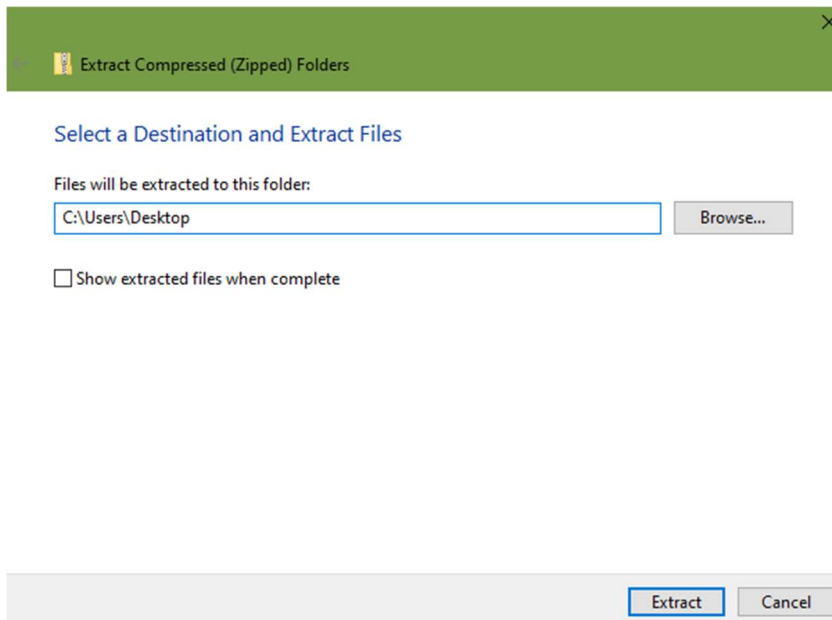 Extract Compressed (Zipped) Folders
Select a Destination and Extract Files
Files will be extracted to this folder:
C:\Users\Desktop
Browse...
Show extracted files when complete
Extract
Cancel